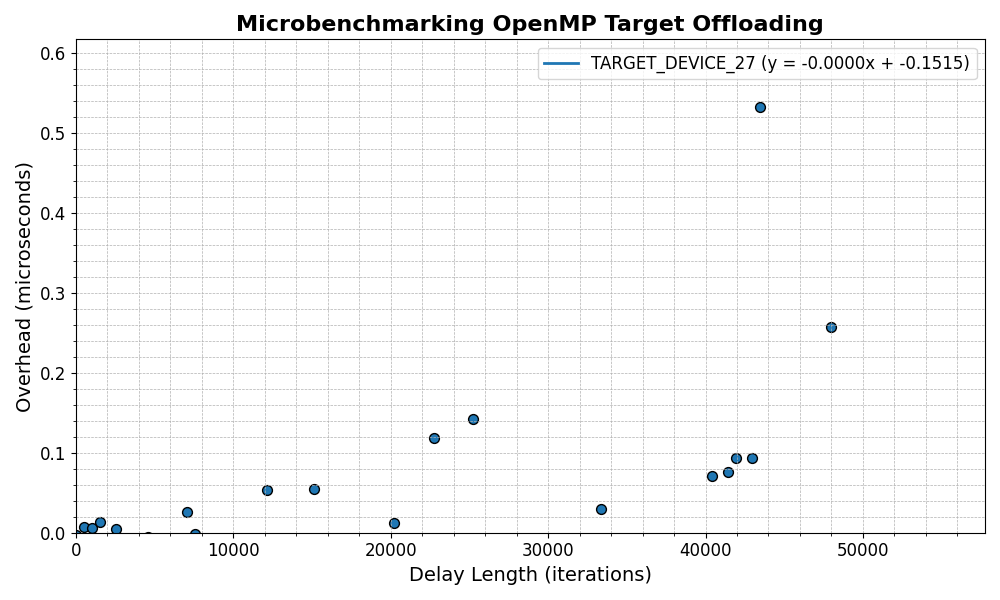 Microbenchmarking OpenMP Target Offloading
TARGET_DEVICE_27 (y = -0.0000x + -0.1515)
Overhead (microseconds)
0.6
0.5
0.4
0.3
0.2
0.1
0.0
0 10000 20000 30000 40000 50000
Delay Length (iterations)